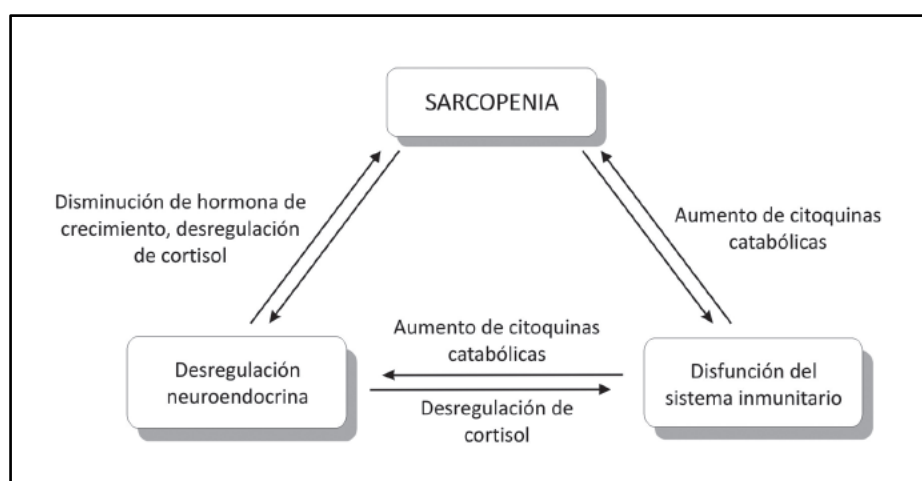 SARCOPENIA
Disminución de hormona de
crecimiento, desregulación
de cortisol
Aumento de citoquinas
catabólicas
Aumento de citoquinas
catabólicas
Desregulación
neuroendocrina
Desregulación de
cortisol
Disfunción del
sistema inmunitario